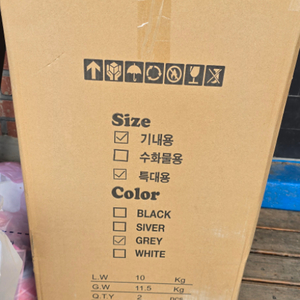 Size
기내용
수화물용
특대용
Color
BLACK
SIVER
GREY
WHITE
L.W 10 Kg
G.W 11.5 Kg
Q.T.Y 2 pcs